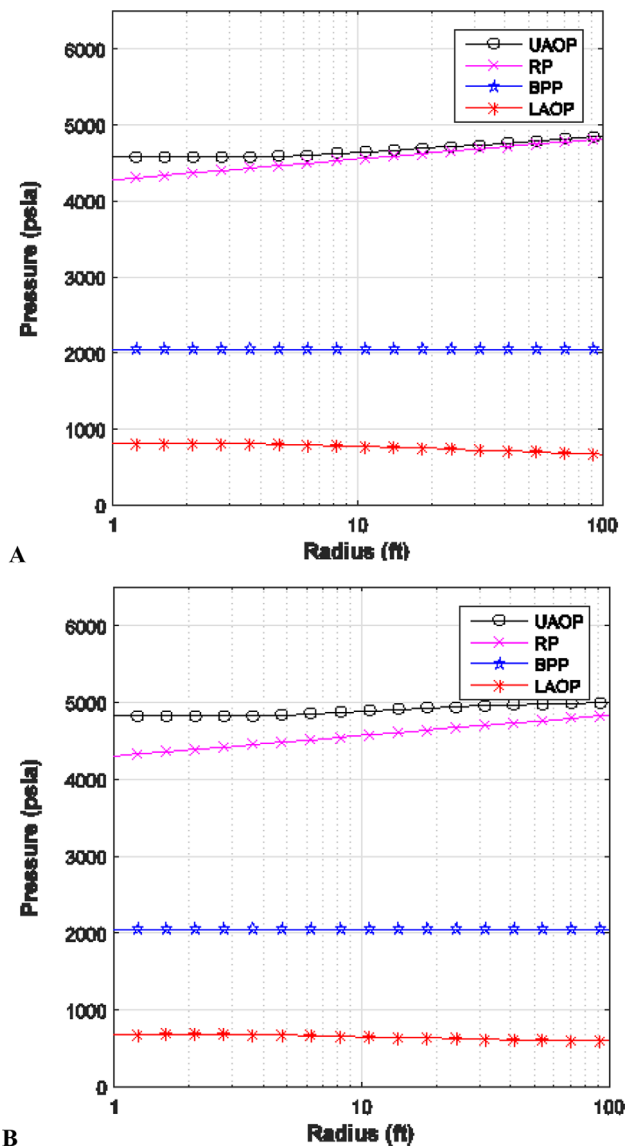 6000
5000
4000
3000
2000
1000
0
Pressure (psia)
UAOP
RP
BPP
LAOP
1
10
100
Radius (ft)
A
6000
5000
4000
3000
2000
1000
0
Pressure (psia)
UAOP
RP
BPP
LAOP
1
10
100
Radius (ft)
B